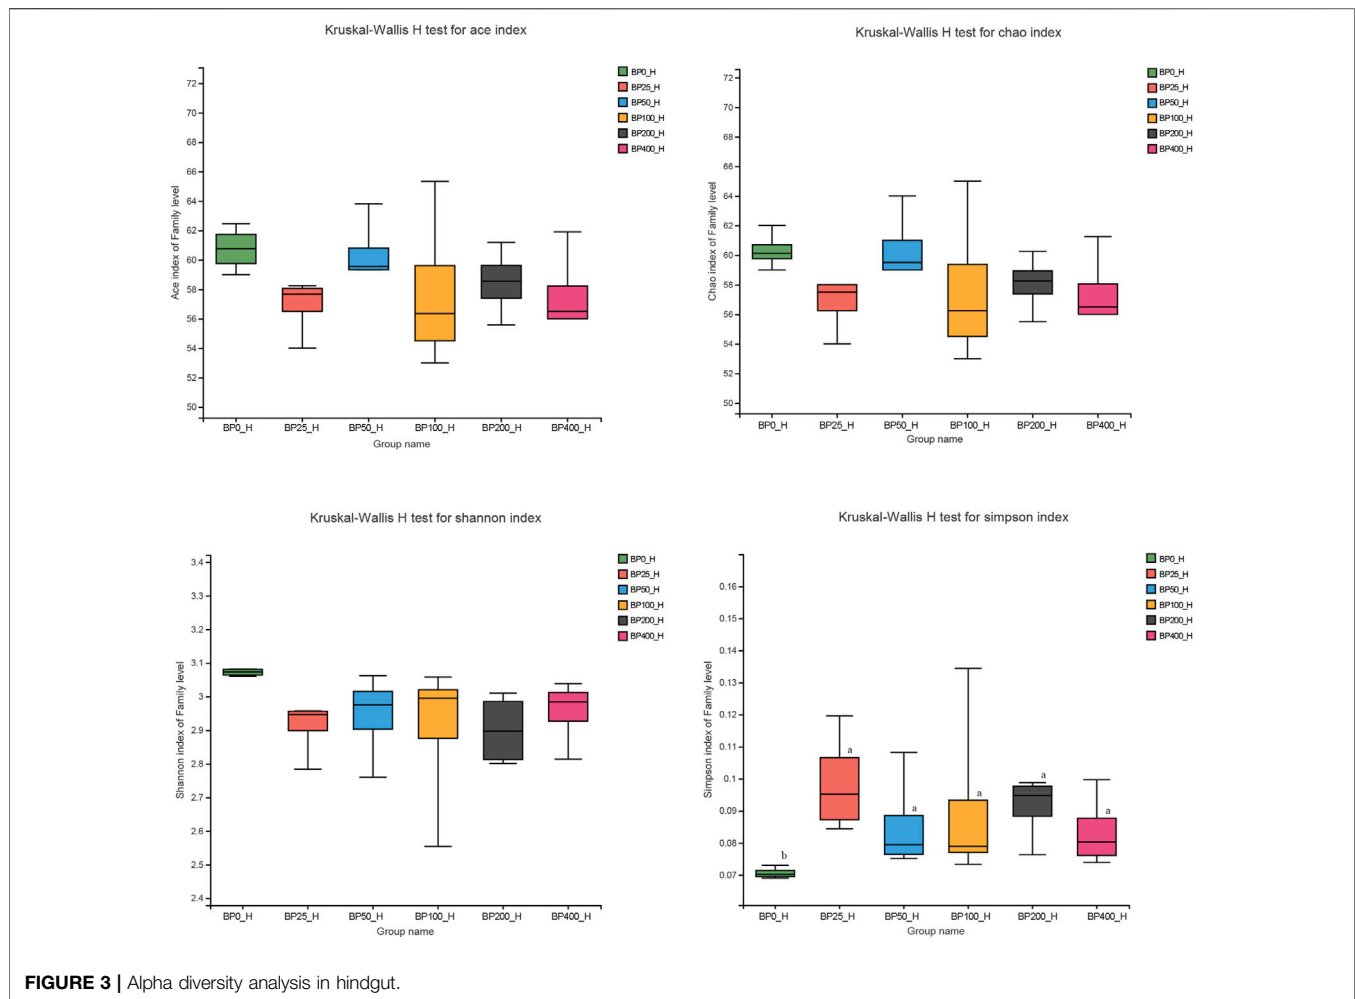 Kruskal-Wallis H test for ace index
Ace index of Family level
72
70
68
66
64
62
60
58
56
54
52
50
BP0_H
BP25_H
BP50_H
BP100_H
BP200_H
BP400_H
Group name
BP0_H
BP25_H
BP50_H
BP100_H
BP200_H
BP400_H
Kruskal-Wallis H test for chao index
Chao index of Family level
72
70
68
66
64
62
60
58
56
54
52
50
BP0_H
BP25_H
BP50_H
BP100_H
BP200_H
BP400_H
Group name
BP0_H
BP25_H
BP50_H
BP100_H
BP200_H
BP400_H
Kruskal-Wallis H test for shannon index
Shannon index of Family level
3.4
3.3
3.2
3.1
3
2.9
2.8
2.7
2.6
2.5
2.4
BP0_H
BP25_H
BP50_H
BP100_H
BP200_H
BP400_H
Group name
BP0_H
BP25_H
BP50_H
BP100_H
BP200_H
BP400_H
Kruskal-Wallis H test for simpson index
Simpson index of Family level
0.16
0.15
0.14
0.13
0.12
0.11
0.1
0.09
0.08
0.07
b
a
a
a
a
a
BP0_H
BP25_H
BP50_H
BP100_H
BP200_H
BP400_H
Group name
BP0_H
BP25_H
BP50_H
BP100_H
BP200_H
BP400_H
FIGURE 3 | Alpha diversity analysis in hindgut.